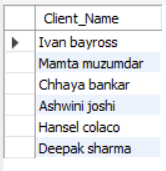 Client_Name
Ivan bayross
Mamta muzumdar
Chhaya bankar
Ashwini joshi
Hansel colaco
Deepak sharma